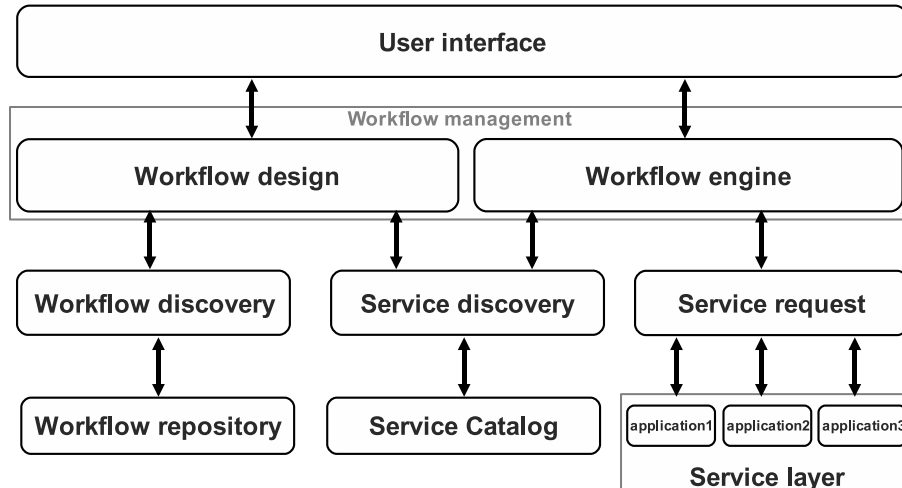 User interface
Workflow management
Workflow design
Workflow engine
Workflow discovery
Service discovery
Service request
Workflow repository
Service Catalog
application1
application2
application3
Service layer